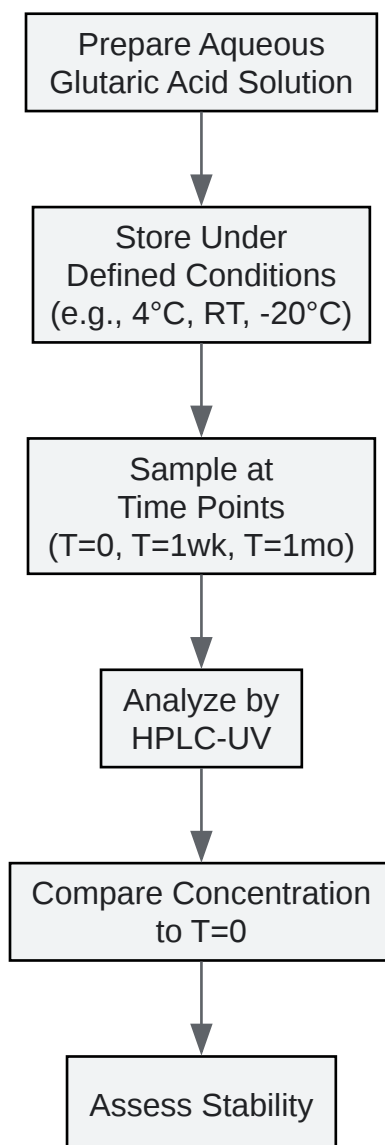 Prepare Aqueous
Glutaric Acid Solution
Store Under
Defined Conditions
(e.g., 4°C, RT, -20°C)
Sample at
Time Points
(T=0, T=1wk, T=1mo)
Analyze by
HPLC-UV
Compare Concentration
to T=0
Assess Stability